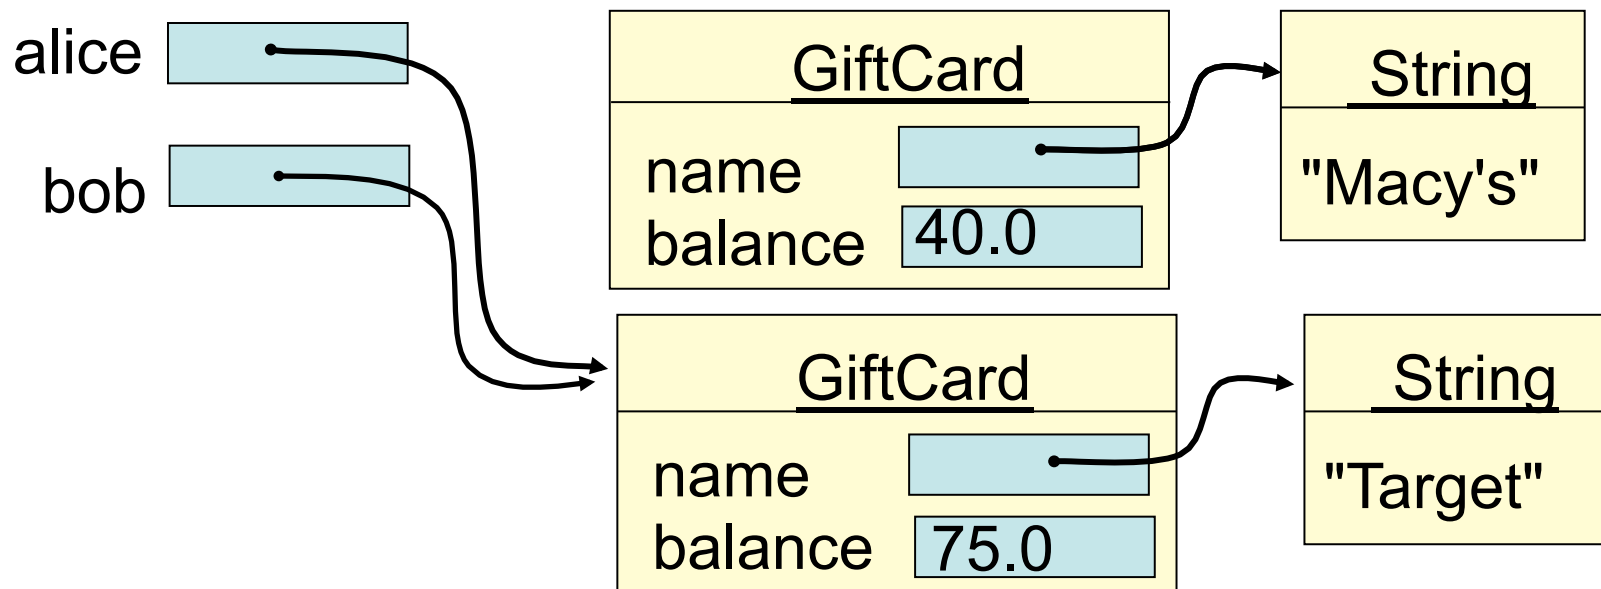 alice
bob
GiftCard
name
balance 40.0
String
"Macy's"
GiftCard
name
balance 75.0
String
"Target"